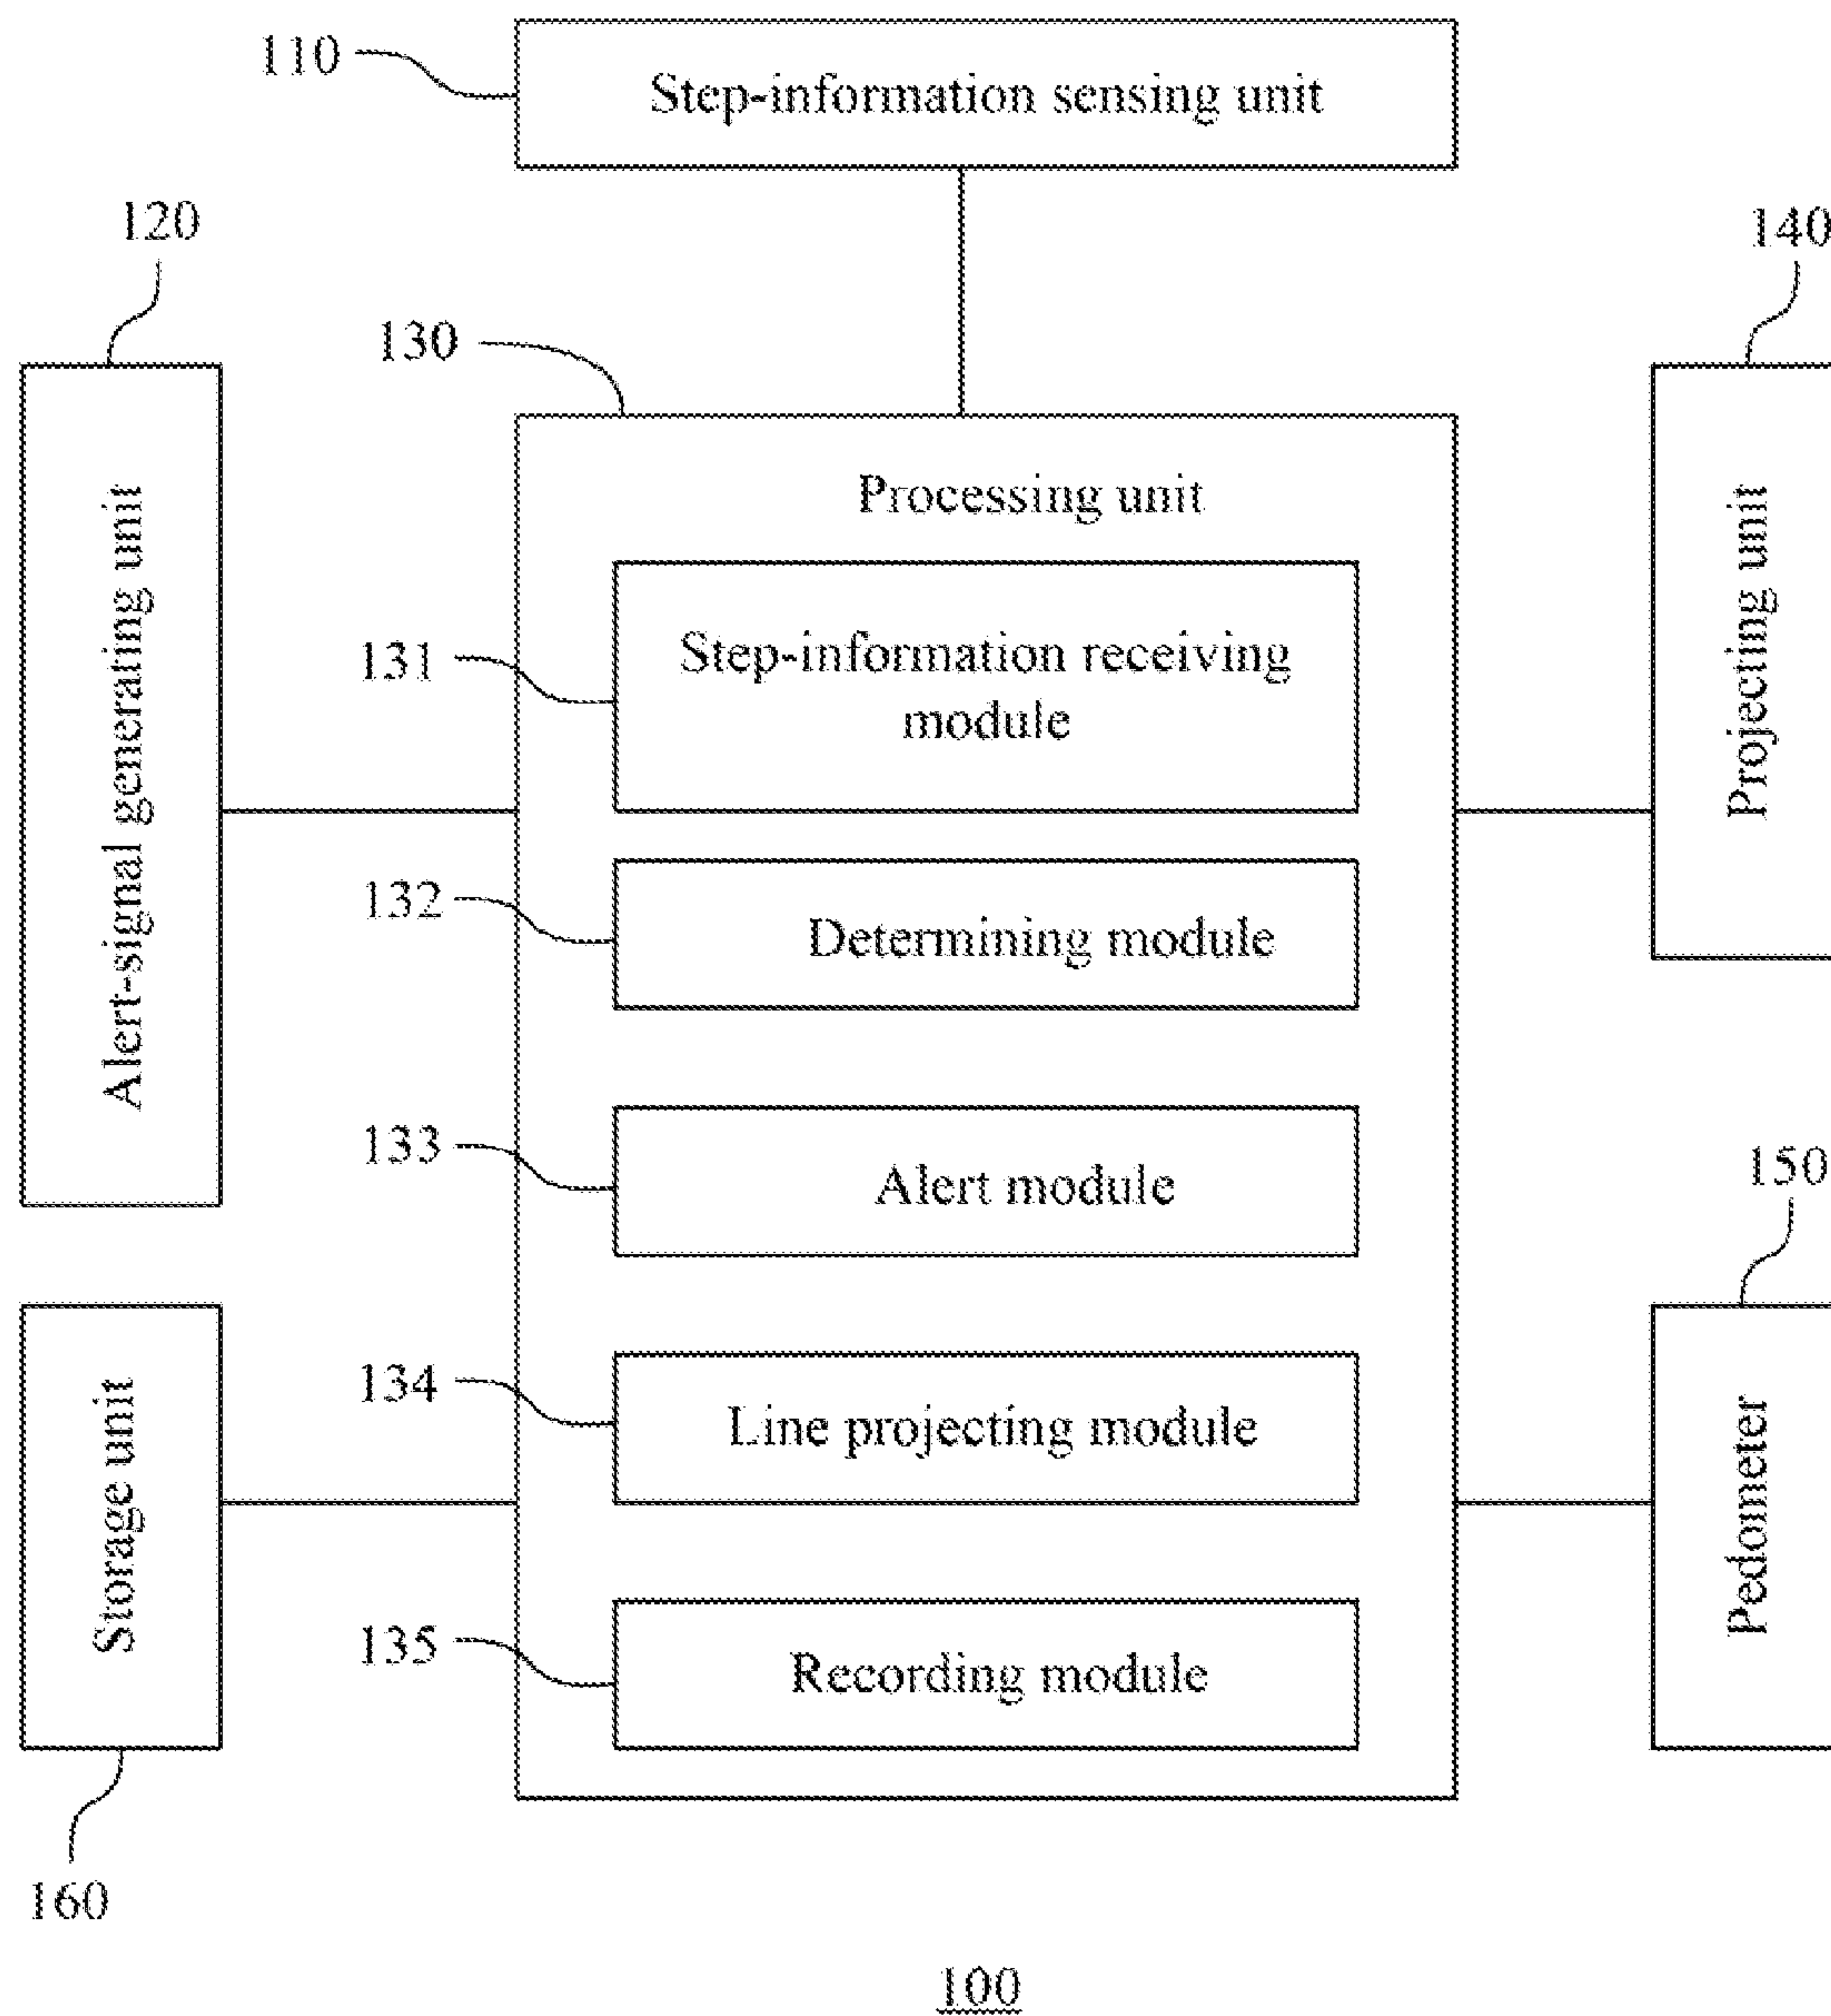 110
Step-information sensing unit
120
140
130
Alert-signal generating unit
Processing unit
Projecting unit
131
Step-information receiving
module
132
Determining module
133
Alert module
150
134
Line projecting module
Storage unit
Pedometer
135
Recording module
160
100